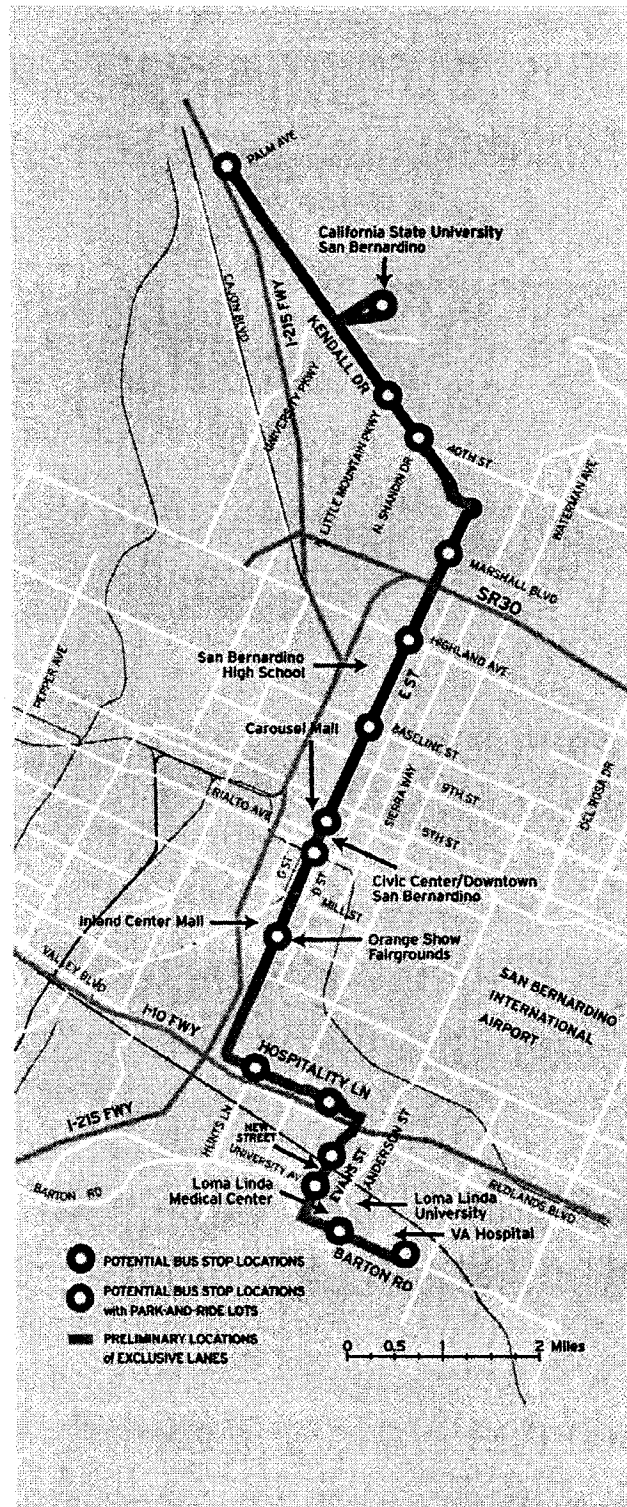 PALM AVE
California State University
San Bernardino
CAJON BLVD
I-215 FWY
KENDALL DR
UNIVERSITY PKWY
LITTLE MOUNTAIN PKWY
N. SHANDIN DR
40TH ST
WATERMAN AVE
MARSHALL BLVD
SR30
HIGHLAND AVE
San Bernardino
High School
PEPPER AVE
E ST
Carousel Mall
BASELINE ST
RIALTO AVE
SIERRA WAY
9TH ST
5TH ST
DEL ROSA DR
G ST
D ST
MILL ST
Civic Center/Downtown
San Bernardino
Inland Center Mall
Orange Show
Fairgrounds
VALLEY BLVD
I-10 FWY
SAN BERNARDINO
INTERNATIONAL
AIRPORT
HOSPITALITY LN
I-215 FWY
HUNTS LN
NEW
STREET
UNIVERSITY AV
EVANS ST
ANDERSON ST
REDLANDS BLVD
BARTON RD
Loma Linda
Medical Center
Loma Linda
University
VA Hospital
BARTON RD
POTENTIAL BUS STOP LOCATIONS
POTENTIAL BUS STOP LOCATIONS
with PARK-AND-RIDE LOTS
PRELIMINARY LOCATIONS
of EXCLUSIVE LANES
0 0.5 2 Miles